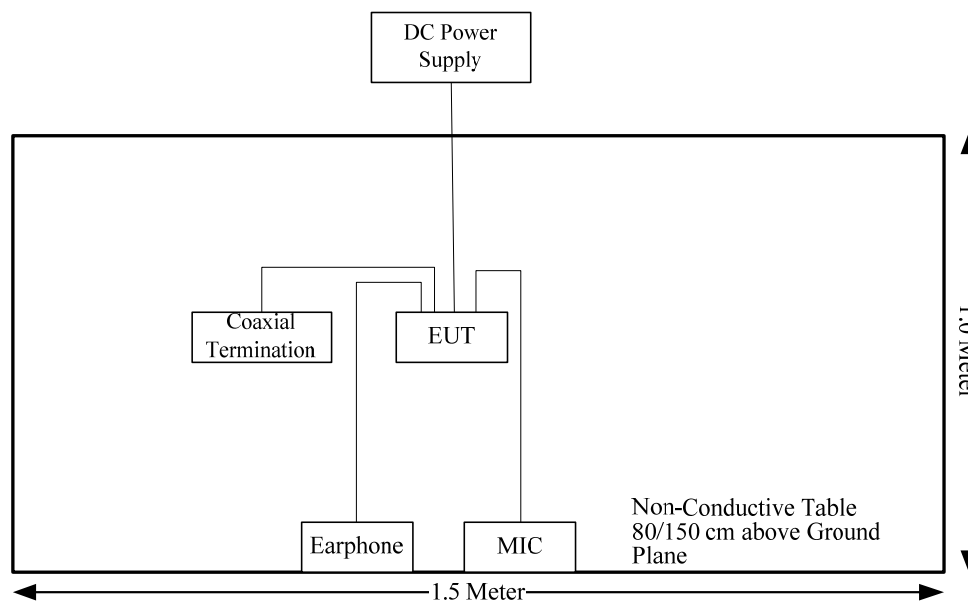 DC Power
Supply
Coaxial
Termination
EUT
Earphone
MIC
Non-Conductive Table
80/150 cm above Ground
Plane
1.5 Meter
Meter